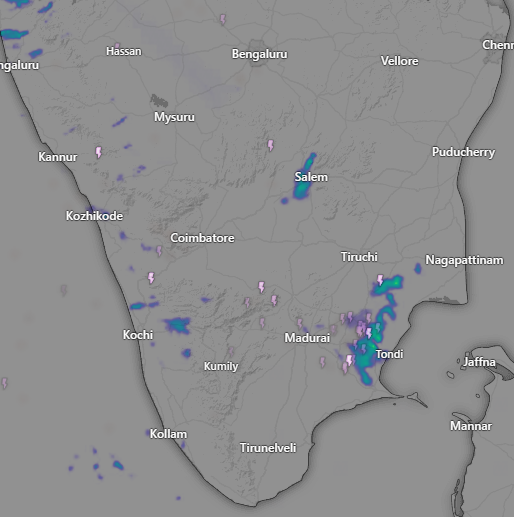 Hassan
Bengaluru
Chenn
ngaluru
Vellore
Mysuru
Kannur
Puducherry
Salem
Kozhikode
Coimbatore
Tiruchi
Nagapattinam
Kochi
Madurai
Tondi
Kumily
Jaffna
Mannar
Kollam
Tirunelveli